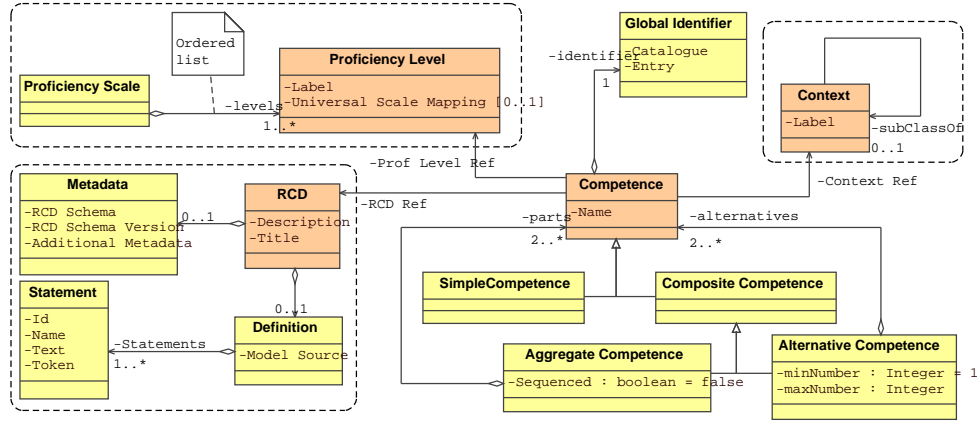 Ordered
list
Proficiency Scale
Proficiency Level
-Label
-Universal Scale Mapping [0..1]
-levels
1..*
Global Identifier
-Catalogue
-Entry
-identifier
1
Context
-Label
-subClassOf
0..1
-Prof Level Ref
-Context Ref
-RCD Ref
Metadata
-RCD Schema
-RCD Schema Version
-Additional Metadata
0..1
RCD
-Description
-Title
Competence
-Name
-parts
2..*
-alternatives
2..*
SimpleCompetence
Composite Competence
Statement
-Id
-Name
-Text
-Token
-Statements
1..*
0..1
Definition
-Model Source
Aggregate Competence
-Sequenced : boolean = false
Alternative Competence
-minNumber : Integer = 1
-maxNumber : Integer